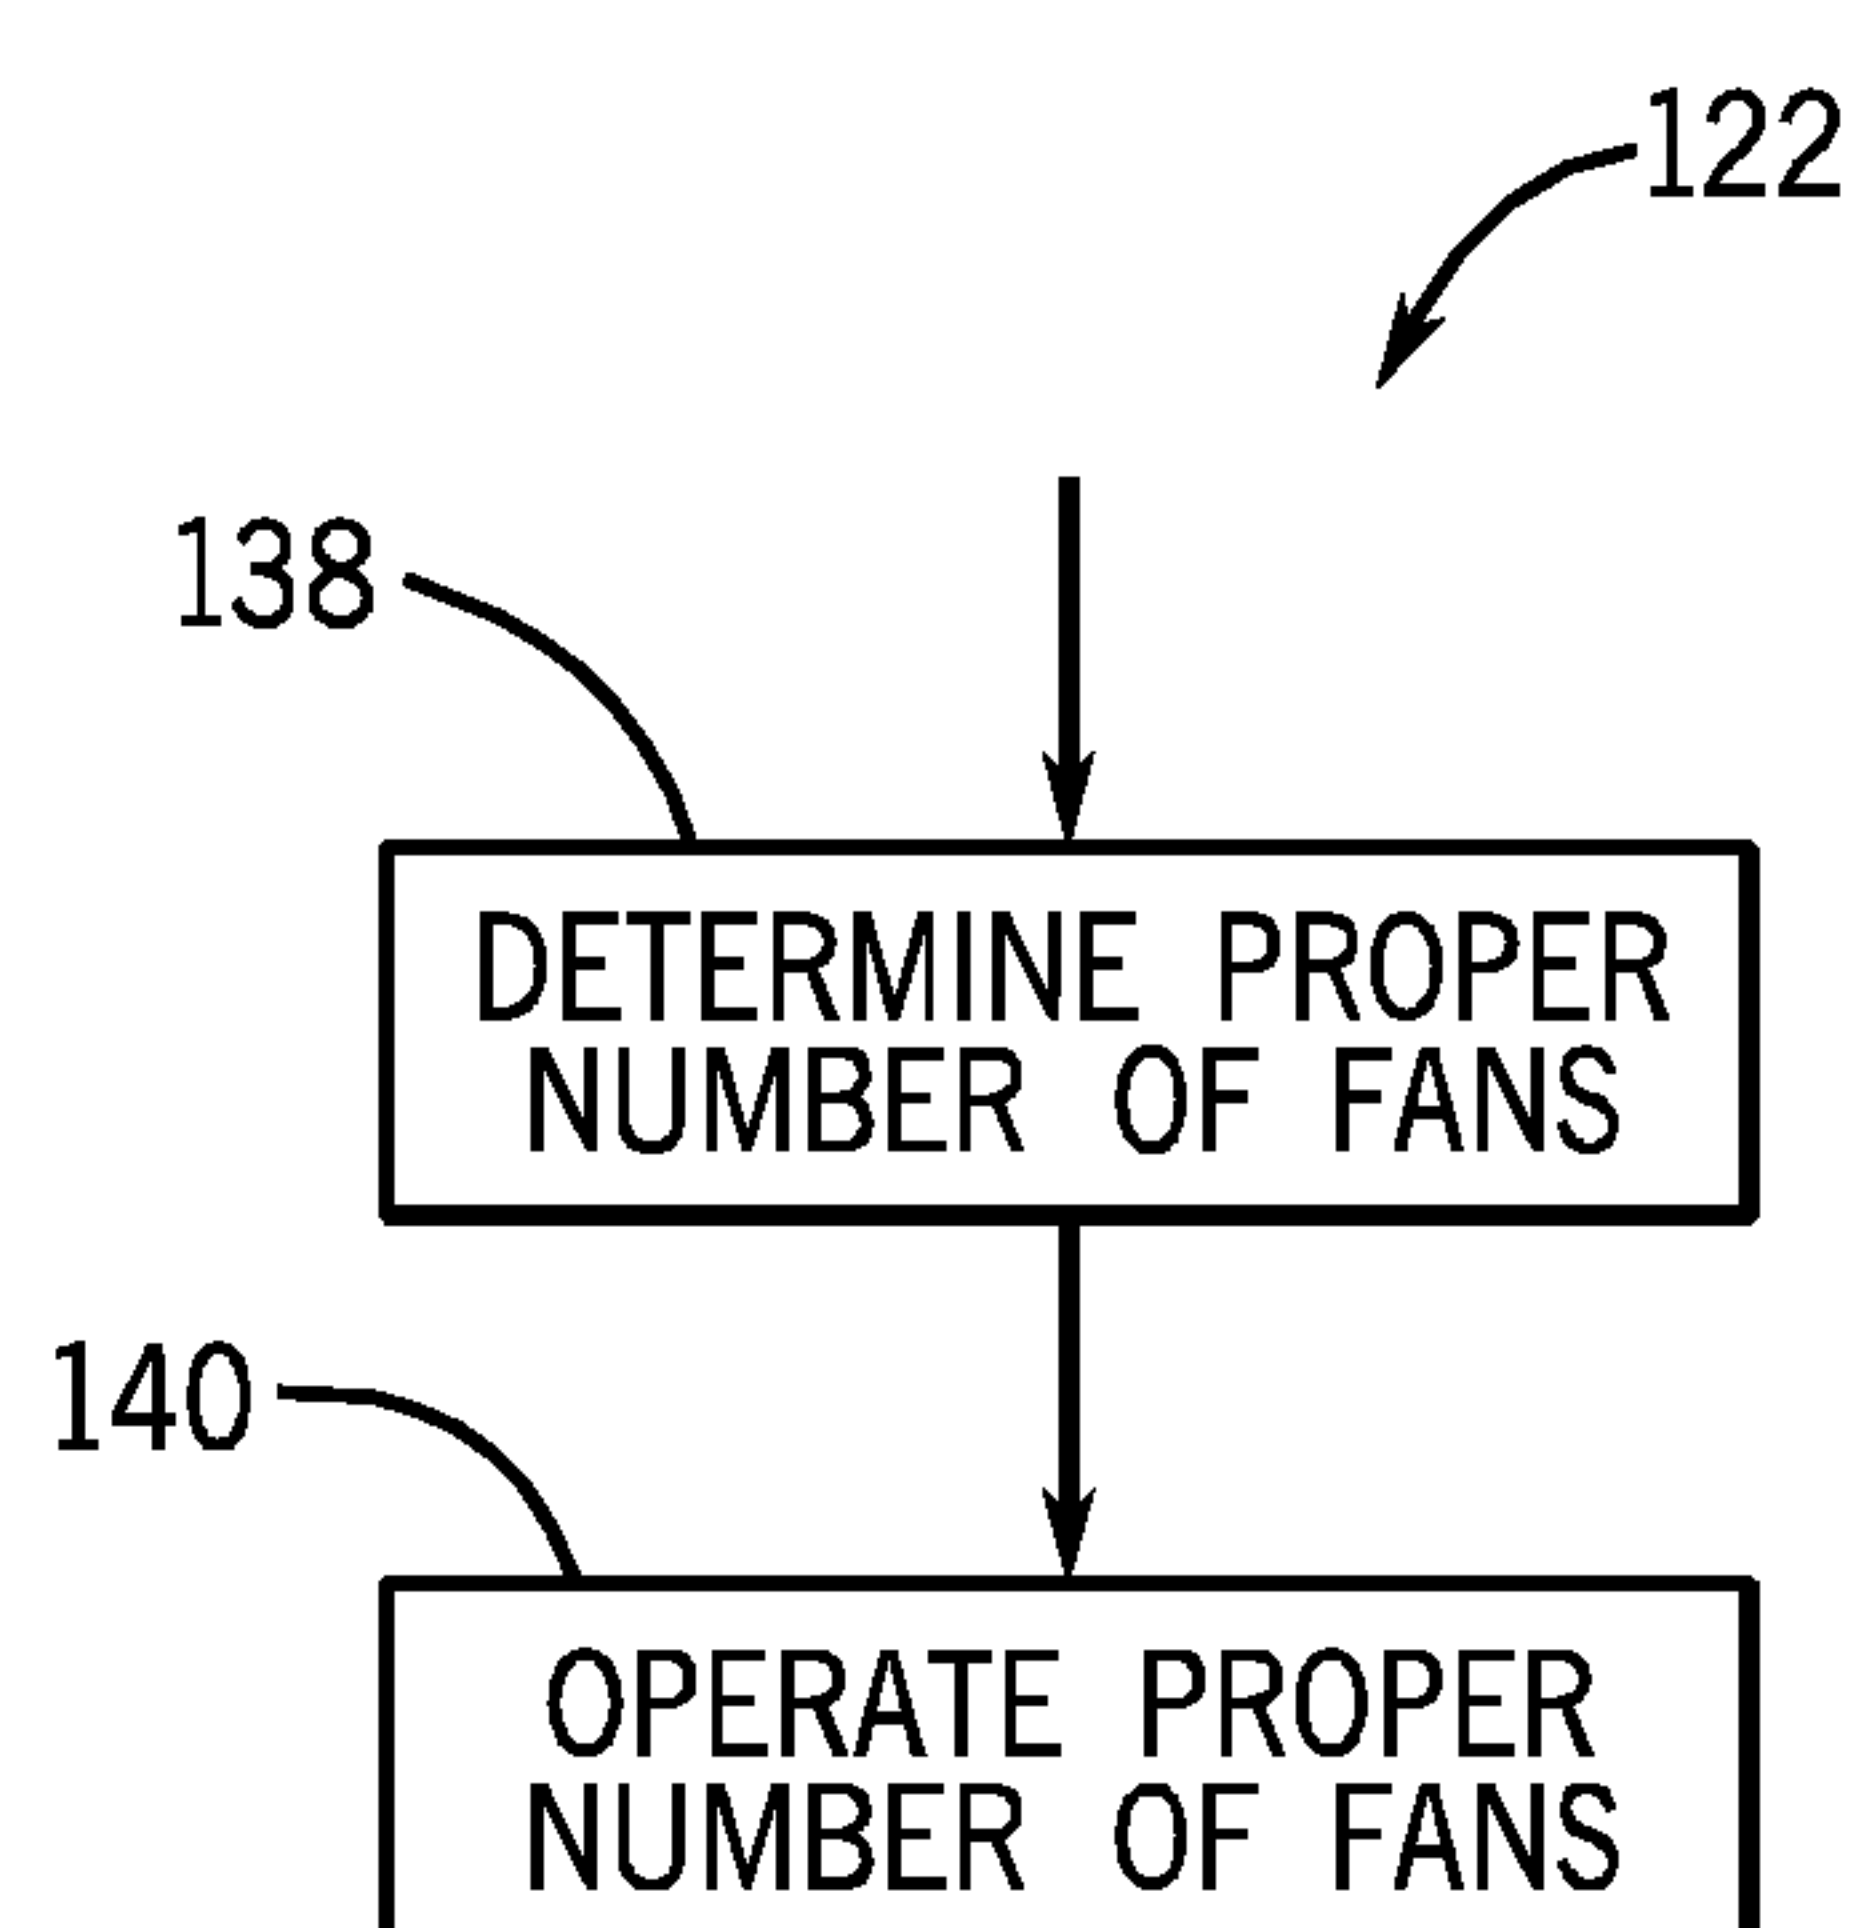 122
138
DETERMINE PROPER
NUMBER OF FANS
140
OPERATE PROPER
NUMBER OF FANS